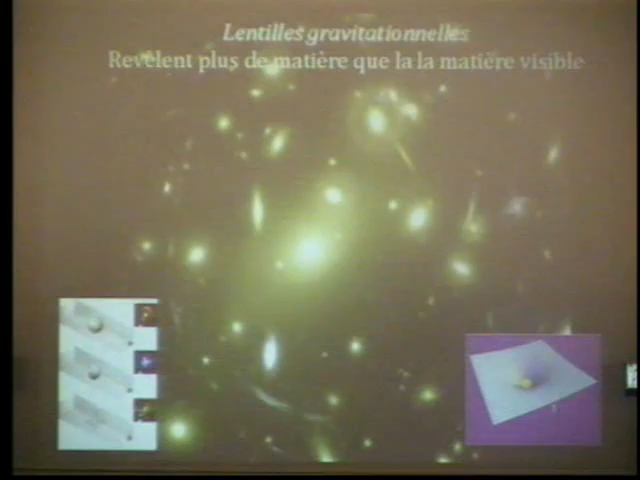 Lentilles gravitationnelles
Revèlent plus de matière que la la matière visible